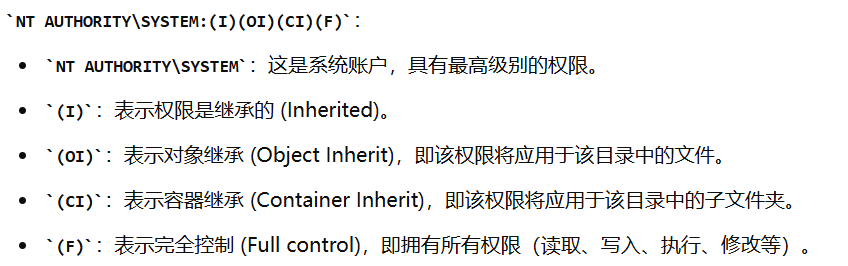 `NT AUTHORITY\SYSTEM:(I)(OI)(CI)(F)`：
• `NT AUTHORITY\SYSTEM`：这是系统账户，具有最高级别的权限。
• `(I)`：表示权限是继承的 (Inherited)。
• `(OI)`：表示对象继承 (Object Inherit)，即该权限将应用于该目录中的文件。
• `(CI)`：表示容器继承 (Container Inherit)，即该权限将应用于该目录中的子文件夹。
• `(F)`：表示完全控制 (Full control)，即拥有所有权限（读取、写入、执行、修改等）。